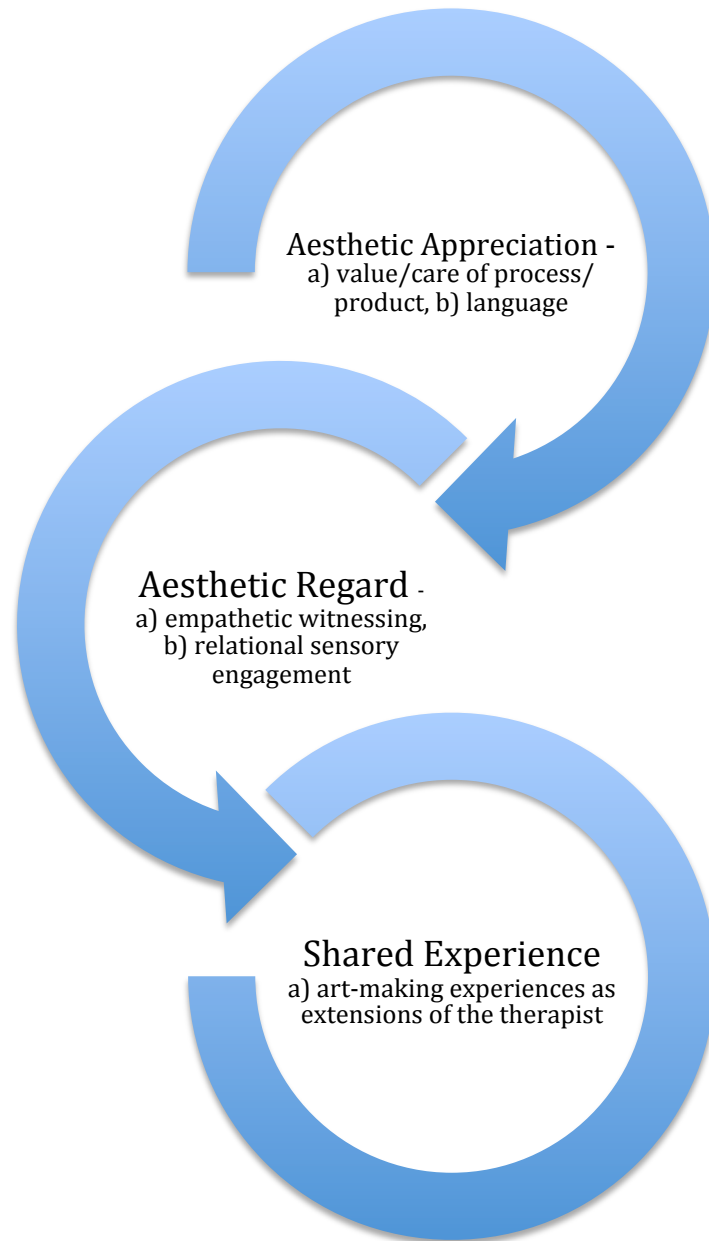 Aesthetic Appreciation -
a) value/care of process/
product, b) language
Aesthetic Regard -
a) empathetic witnessing,
b) relational sensory
engagement
Shared Experience
a) art-making experiences as
extensions of the therapist